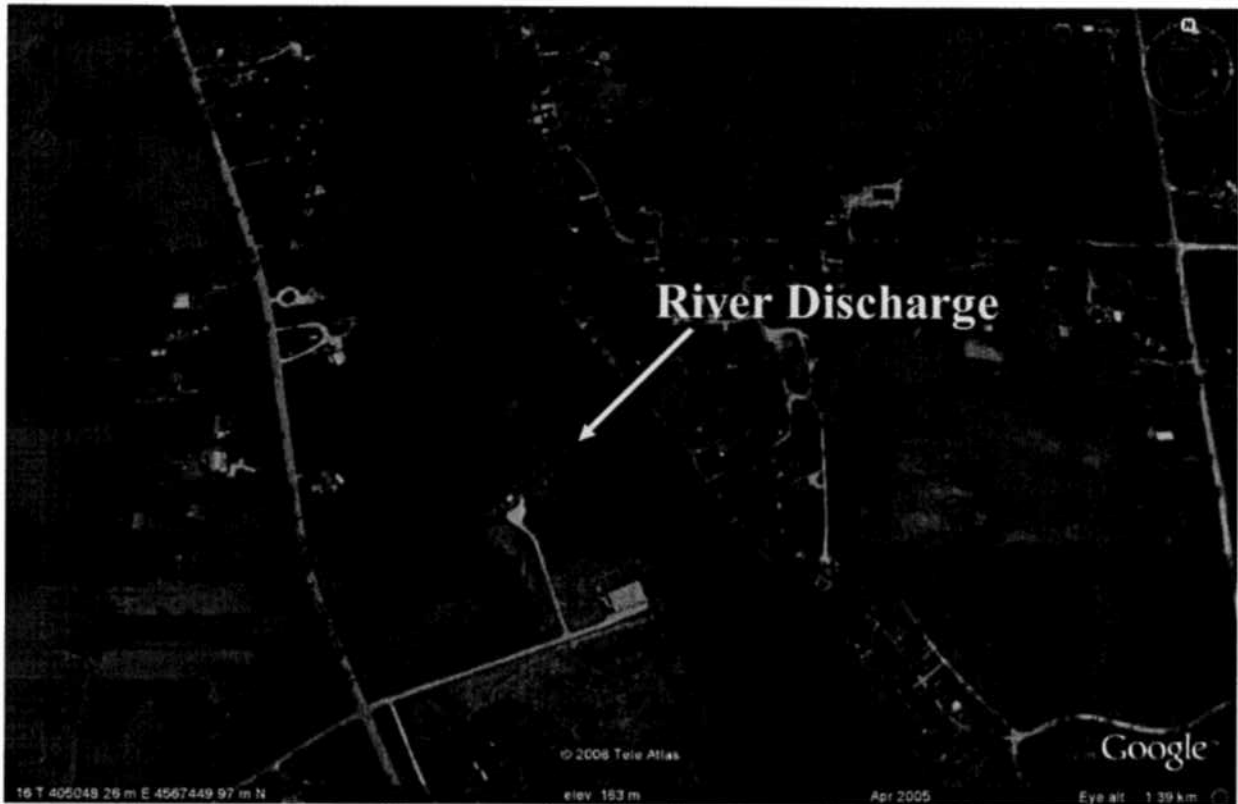 N
River Discharge
© 2008 Tele Atlas
Google
16 T 405048.26 m E 4567449.97 m N elev 163 m Apr 2005 Eye alt 1.39 km